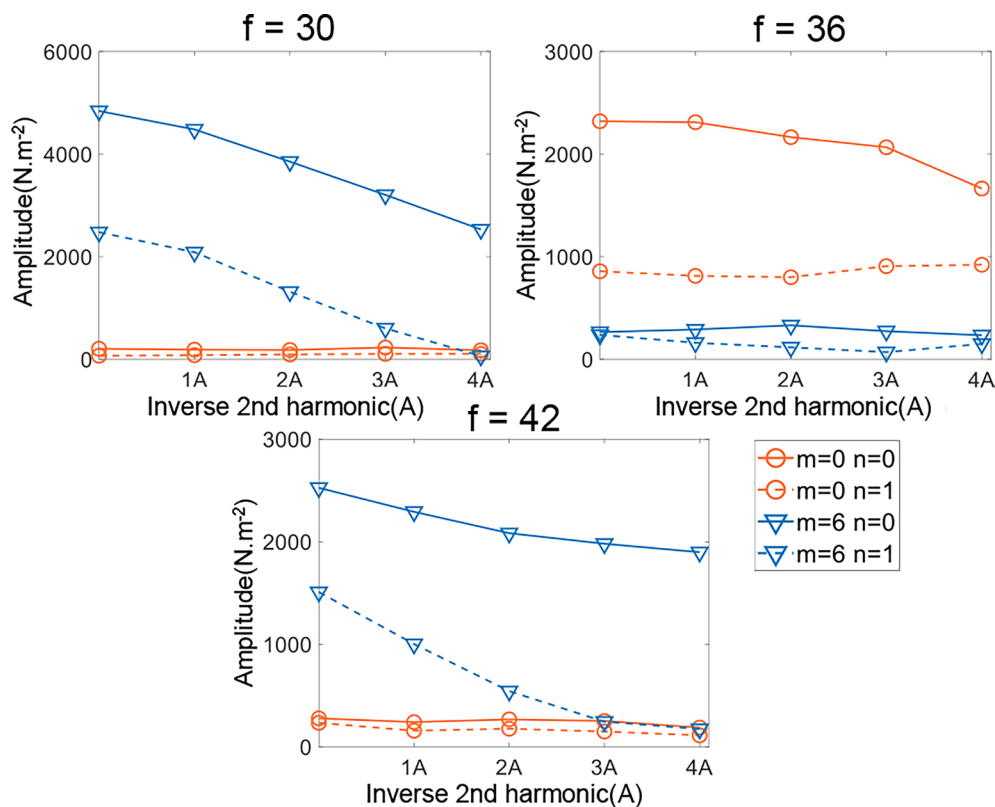 f = 30
6000
4000
2000
0
Amplitude(N.m-2)
1A
2A
3A
4A
Inverse 2nd harmonic(A)
f = 36
3000
2000
1000
0
Amplitude(N.m-2)
1A
2A
3A
4A
Inverse 2nd harmonic(A)
f = 42
3000
2000
1000
0
Amplitude(N.m-2)
1A
2A
3A
4A
Inverse 2nd harmonic(A)
m=0 n=0
m=0 n=1
m=6 n=0
m=6 n=1